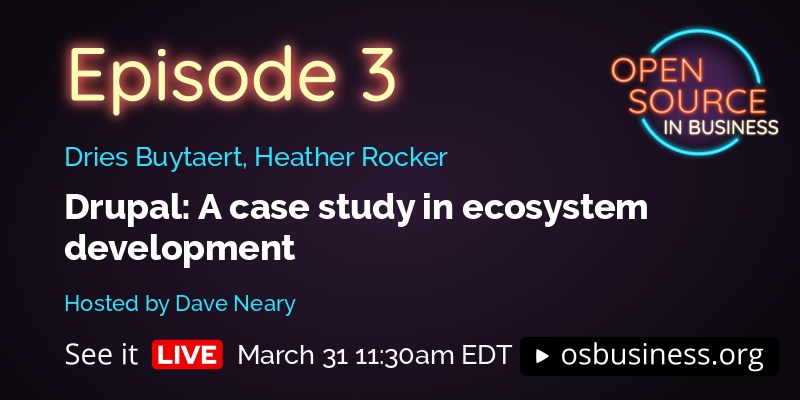 Episode 3
OPEN
SOURCE
IN BUSINESS
Dries Buytaert, Heather Rocker
Drupal: A case study in ecosystem
development
Hosted by Dave Neary
See it LIVE March 31 11:30am EDT osbusiness.org